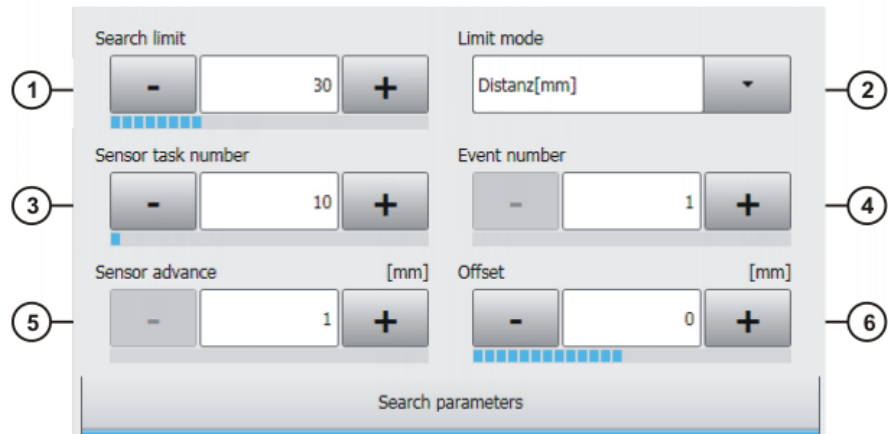 Search limit Limit mode
1 - 30 + Distanz[mm] 2
Sensor task number Event number
3 - 10 + - 1 + 4
Sensor advance [mm] Offset [mm]
5 - 1 + - 0 + 6
Search parameters